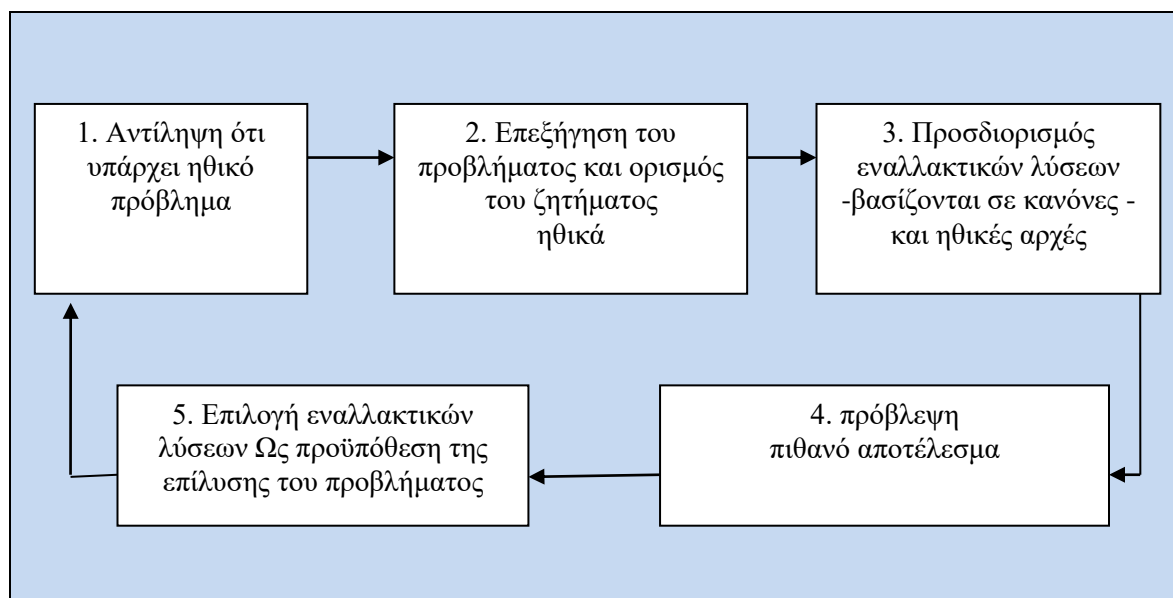 1. Αντίληψη ότι
υπάρχει ηθικό
πρόβλημα
2. Επεξήγηση του
προβλήματος και ορισμός
του ζητήματος
ηθικά
3. Προσδιορισμός
εναλλακτικών λύσεων
-βασίζονται σε κανόνες -
και ηθικές αρχές
4. πρόβλεψη
πιθανό αποτέλεσμα
5. Επιλογή εναλλακτικών
λύσεων Ως προϋπόθεση της
επίλυσης του προβλήματος